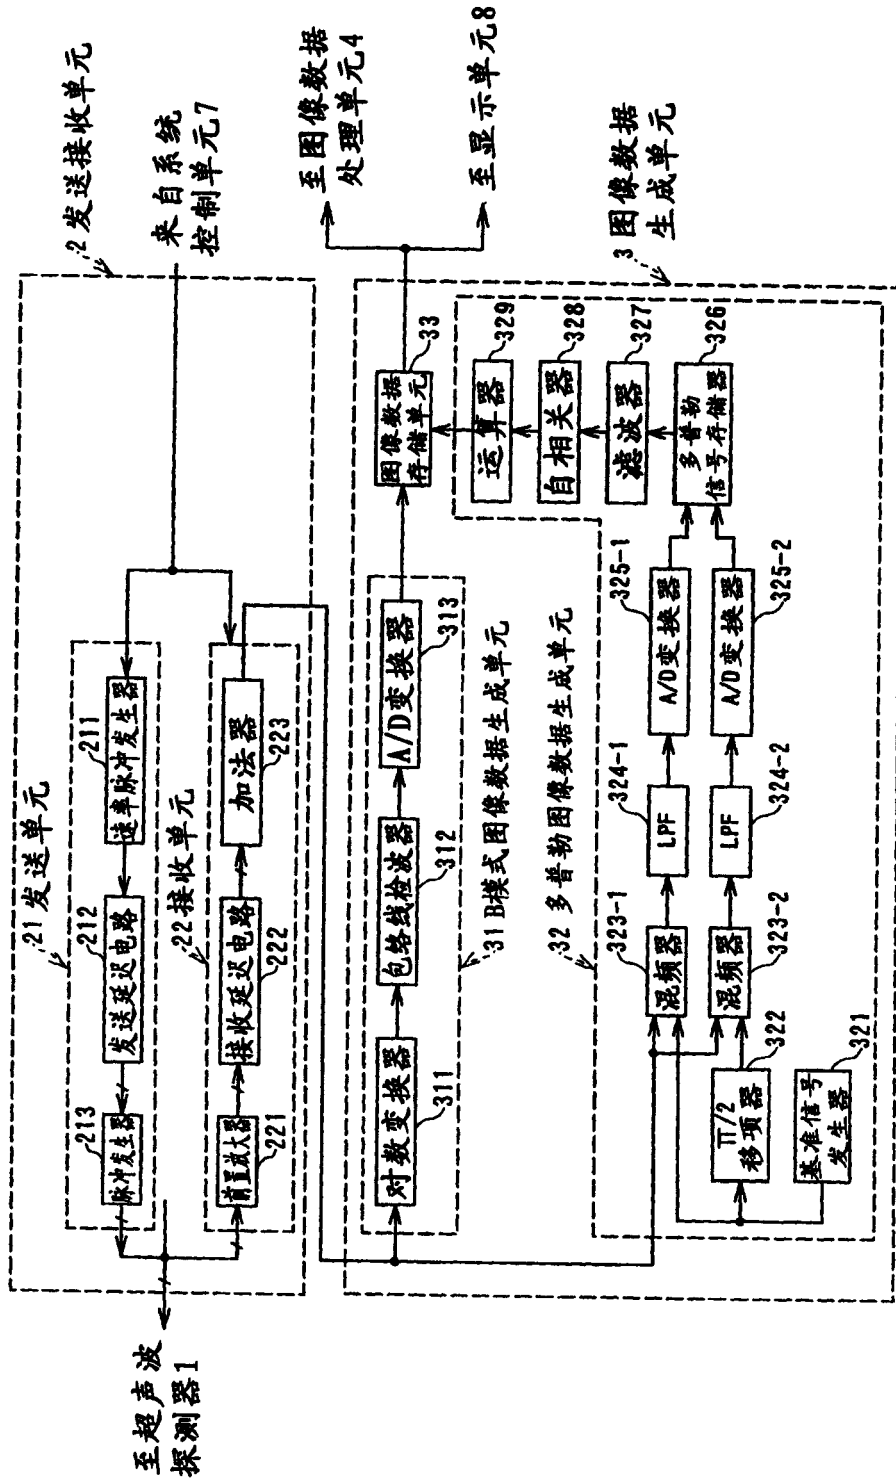 2 发送接收单元
来自系统
控制单元7
21 发送单元
211
速率脉冲发生器
212
发送延迟电路
213
脉冲发生器
22 接收单元
223
加法器
222
接收延迟电路
221
前置放大器
至超声波
探测器1
至图像数据
处理单元4
至显示单元8
3 图像数据
生成单元
33
图像数据
存储单元
对数变换器
311
包络线检波器
312
A/D变换器
313
31 B模式图像数据生成单元
32 多普勒图像数据生成单元
运算器
329
自相关器
328
滤波器
327
多普勒
信号存储器
326
323-1
混频器
324-1
LPF
325-1
A/D变换器
混频器
323-2
LPF
324-2
A/D变换器
325-2
π/2
移项器
322
基准信号
发生器
321